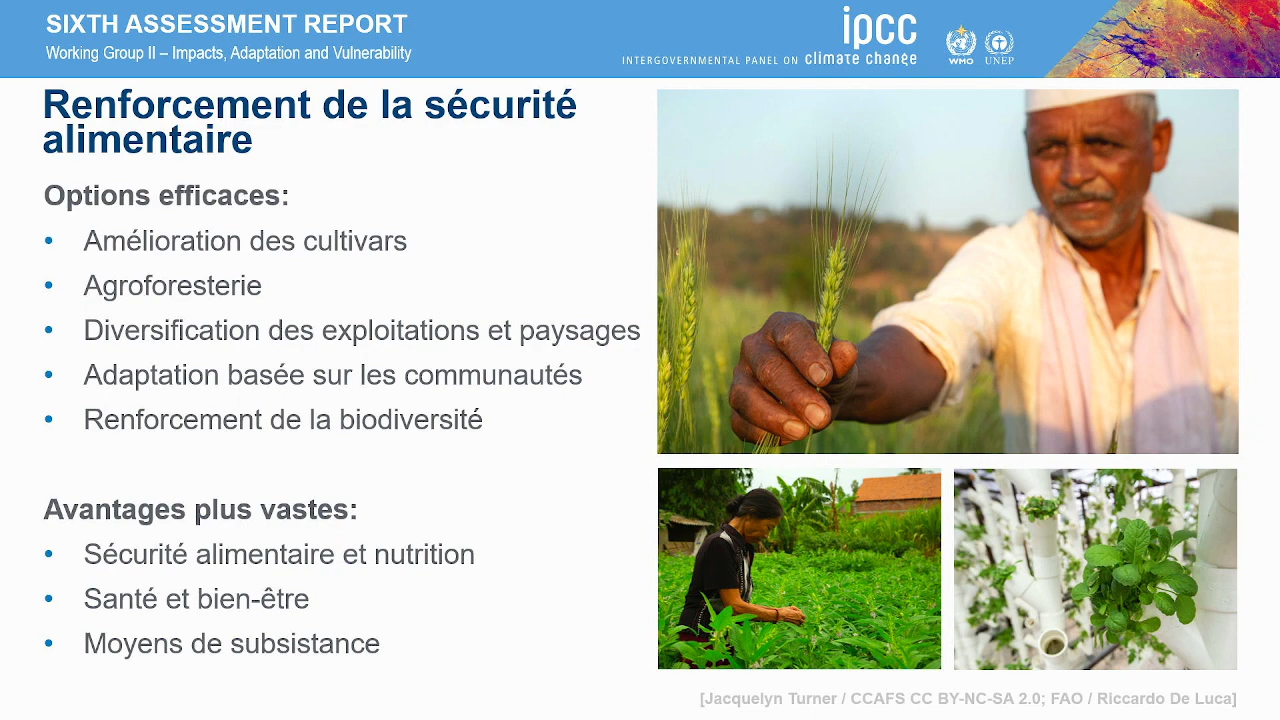 SIXTH ASSESSMENT REPORT
Working Group II – Impacts, Adaptation and Vulnerability
ipcc
INTERGOVERNMENTAL PANEL ON climate change
WMO
UNEP
Renforcement de la sécurité
alimentaire
Options efficaces:
• Amélioration des cultivars
• Agroforesterie
• Diversification des exploitations et paysages
• Adaptation basée sur les communautés
• Renforcement de la biodiversité
Avantages plus vastes:
• Sécurité alimentaire et nutrition
• Santé et bien-être
• Moyens de subsistance
[Jacquelyn Turner / CCAFS CC BY-NC-SA 2.0; FAO / Riccardo De Luca]